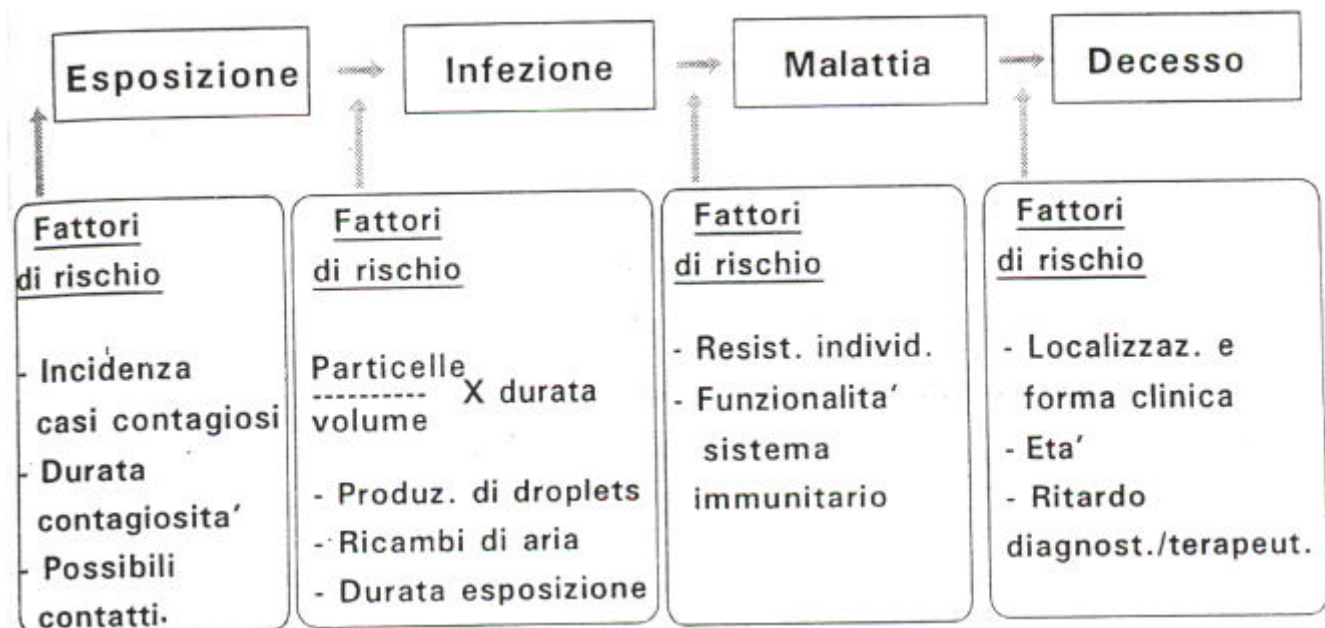 Esposizione
Infezione
Malattia
Decesso
Fattori
di rischio
- Incidenza
casi contagiosi
- Durata
contagiosita'
- Possibili
contatti.
Fattori
di rischio
Particelle
---------- X durata
volume
- Produz. di droplets
- Ricambi di aria
- Durata esposizione
Fattori
di rischio
- Resist. individ.
- Funzionalita'
sistema
immunitario
Fattori
di rischio
- Localizzaz. e
forma clinica
- Eta'
- Ritardo
diagnost./terapeut.